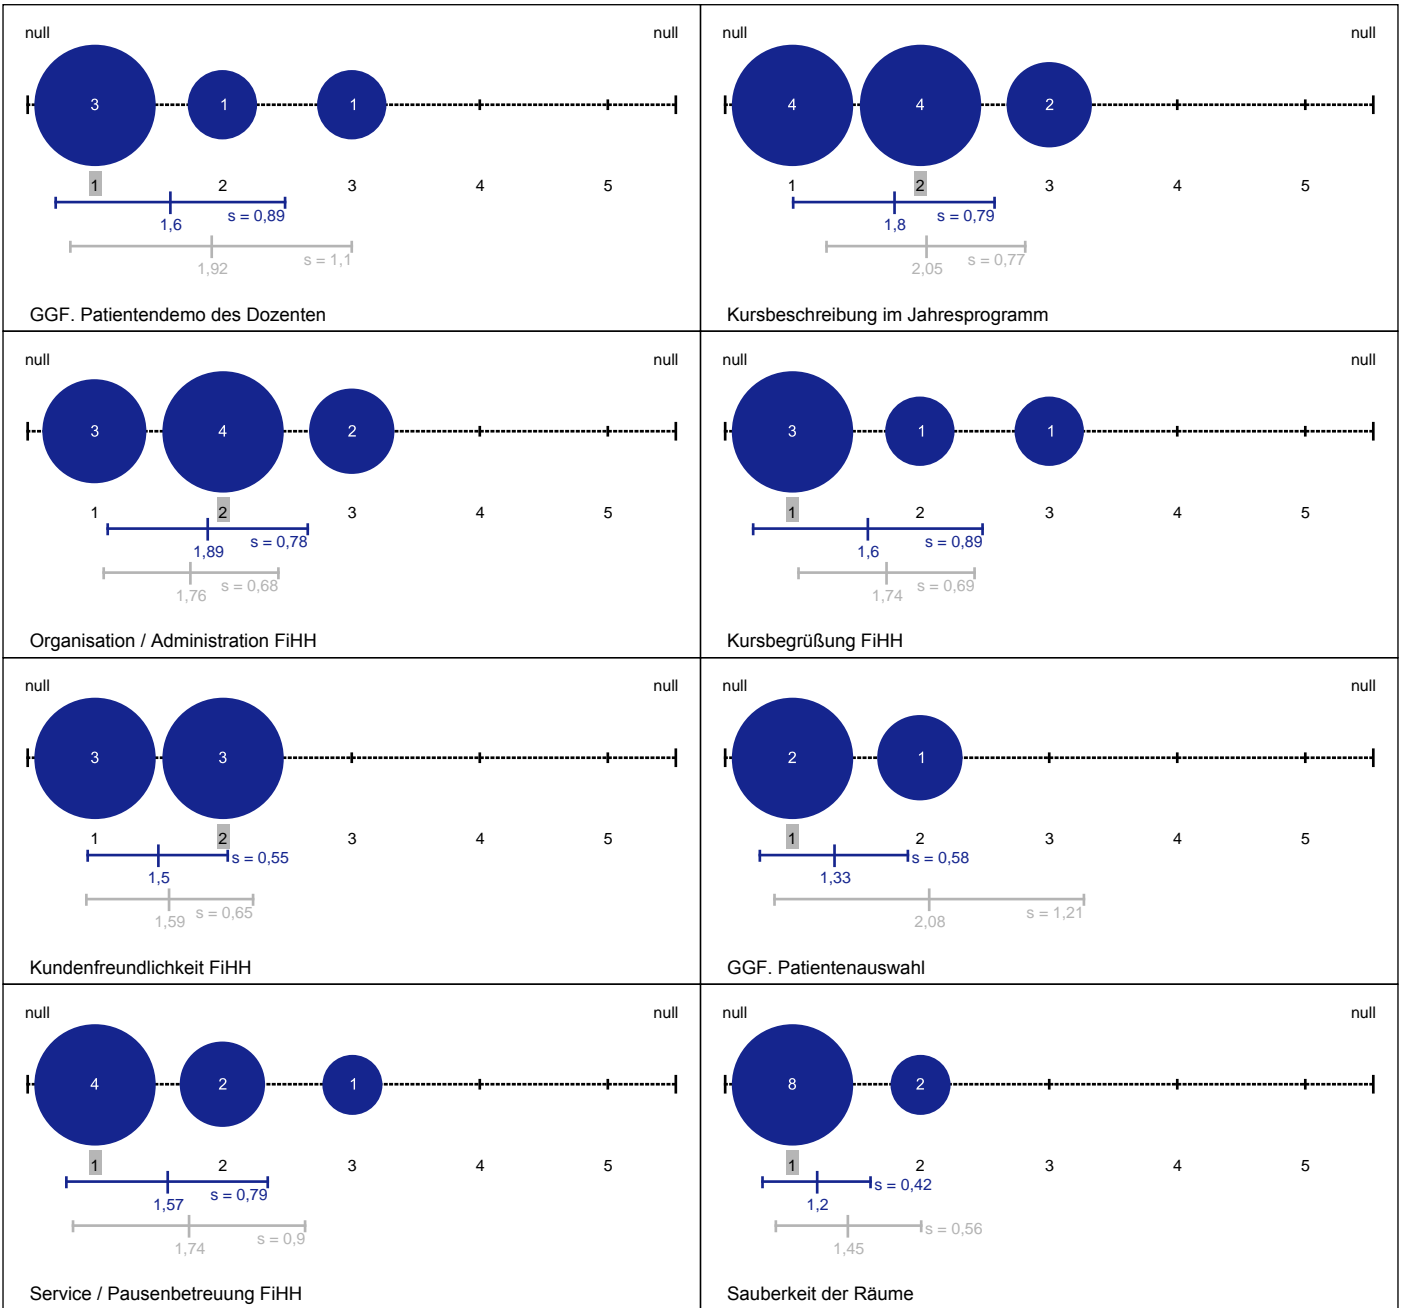 null null
3 1 1
1 2 3 4 5
s = 0,89
1,6
s = 1,1
1,92
GGF. Patientendemo des Dozenten
null null
4 4 2
1 2 3 4 5
s = 0,79
1,8
s = 0,77
2,05
Kursbeschreibung im Jahresprogramm
null null
3 4 2
1 2 3 4 5
s = 0,78
1,89
s = 0,68
1,76
Organisation / Administration FiHH
null null
3 1 1
1 2 3 4 5
s = 0,89
1,6
s = 0,69
1,74
Kursbegrüßung FiHH
null null
3 3
1 2 3 4 5
s = 0,55
1,5
s = 0,65
1,59
Kundenfreundlichkeit FiHH
null null
2 1
1 2 3 4 5
s = 0,58
1,33
s = 1,21
2,08
GGF. Patientenauswahl
null null
4 2 1
1 2 3 4 5
s = 0,79
1,57
s = 0,9
1,74
Service / Pausenbetreuung FiHH
null null
8 2
1 2 3 4 5
s = 0,42
1,2
s = 0,56
1,45
Sauberkeit der Räume